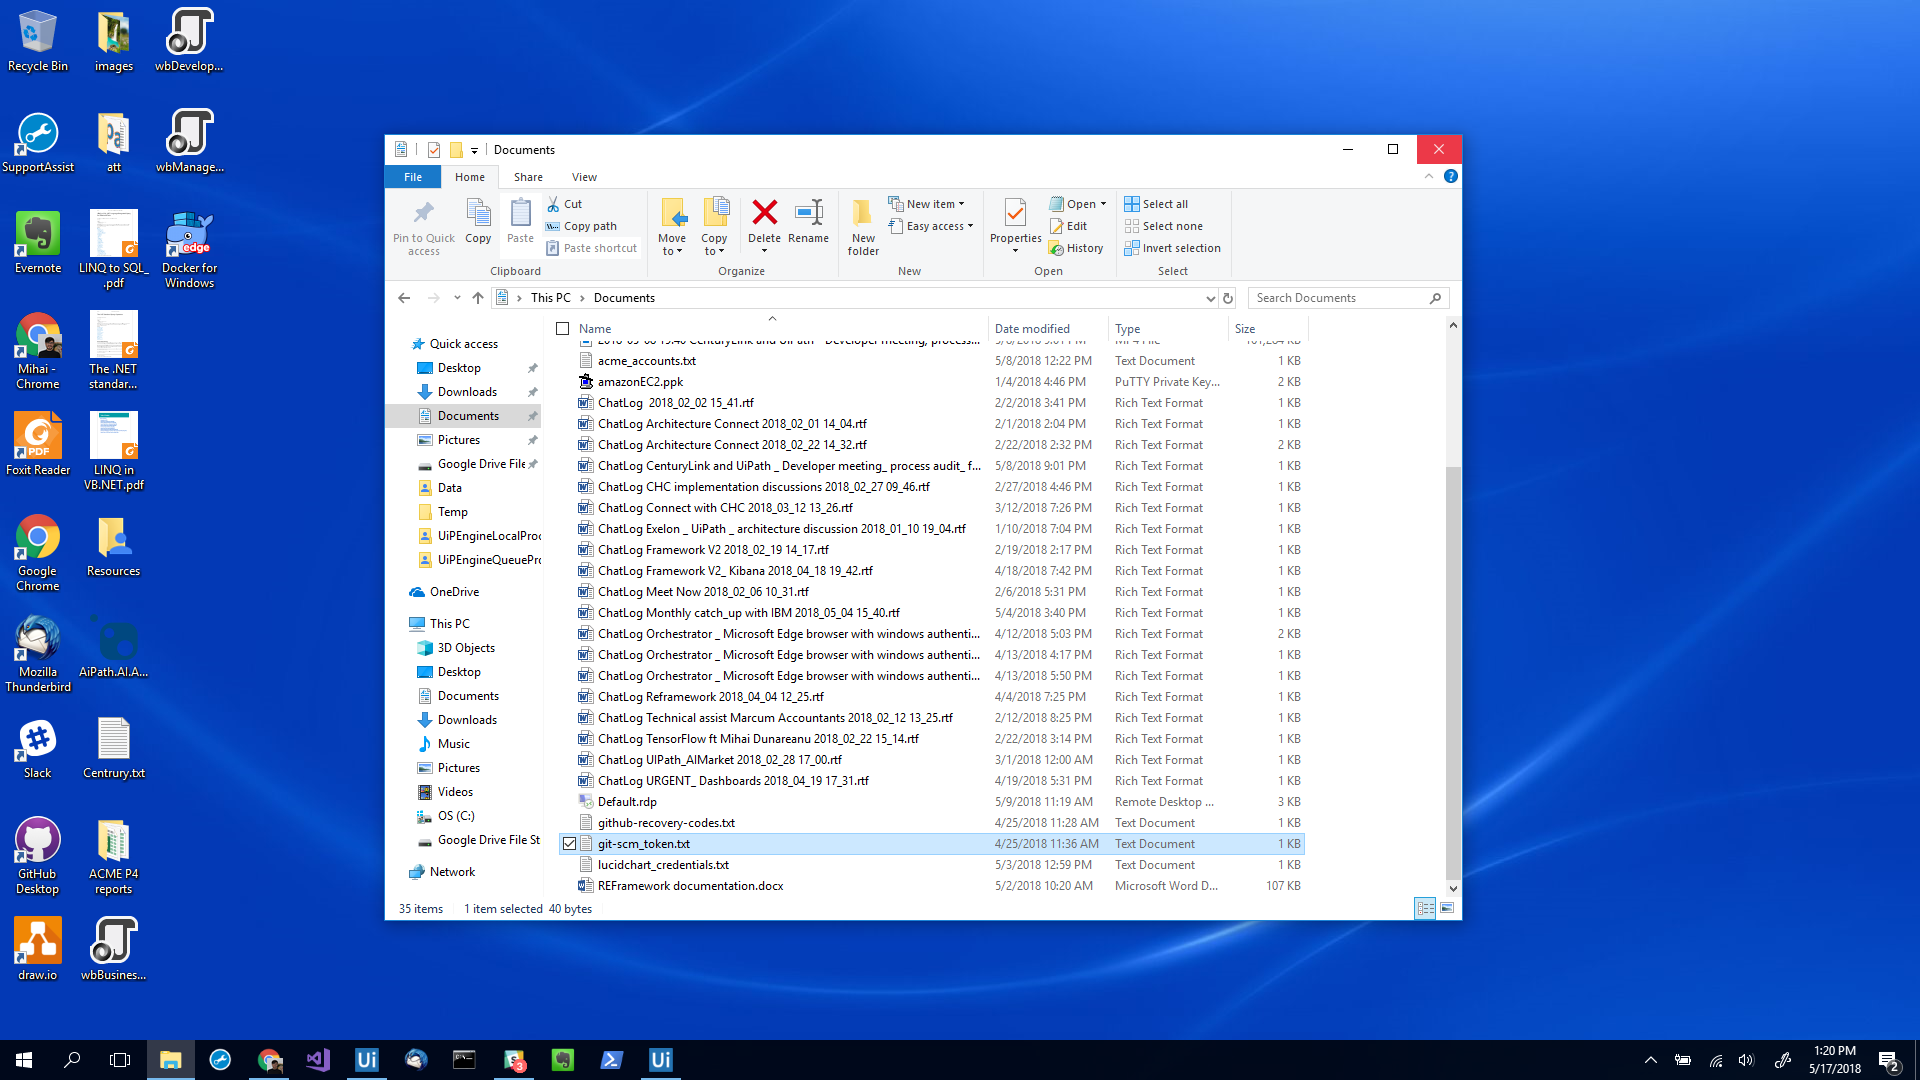 Recycle Bin
images
wbDevelop...
SupportAssist
att
wbManage...
Evernote
LINQ to SQL_
.pdf
edge
Docker for
Windows
Mihai -
Chrome
The .NET
standar...
PDF
Foxit Reader
LINQ in
VB.NET.pdf
Google
Chrome
Resources
Mozilla
Thunderbird
AiPath.AI.A...
Slack
Centrury.txt
GitHub
Desktop
ACME P4
reports
draw.io
wbBusines...
Documents
File
Home
Share
View
Pin to Quick
access
Copy
Paste
Cut
Copy path
Paste shortcut
Clipboard
Move
to
Copy
to
Delete
Rename
Organize
New
folder
New item
Easy access
New
Properties
Open
Edit
History
Open
Select all
Select none
Invert selection
Select
This PC
Documents
Search Documents
Quick access
Desktop
Downloads
Documents
Pictures
Google Drive File
Data
Temp
UiPEngineLocalProc
UiPEngineQueuePro
OneDrive
This PC
3D Objects
Desktop
Documents
Downloads
Music
Pictures
Videos
OS (C:)
Google Drive File St
Network
Name Date modified Type Size
acme_accounts.txt 5/8/2018 12:22 PM Text Document 1 KB
amazonEC2.ppk 1/4/2018 4:46 PM PuTTY Private Key... 2 KB
ChatLog  2018_02_02 15_41.rtf 2/2/2018 3:41 PM Rich Text Format 1 KB
ChatLog Architecture Connect 2018_02_01 14_04.rtf 2/1/2018 2:04 PM Rich Text Format 1 KB
ChatLog Architecture Connect 2018_02_22 14_32.rtf 2/22/2018 2:32 PM Rich Text Format 2 KB
ChatLog CenturyLink and UiPath _ Developer meeting_ process audit_ f... 5/8/2018 9:01 PM Rich Text Format 1 KB
ChatLog CHC implementation discussions 2018_02_27 09_46.rtf 2/27/2018 4:46 PM Rich Text Format 1 KB
ChatLog Connect with CHC 2018_03_12 13_26.rtf 3/12/2018 7:26 PM Rich Text Format 1 KB
ChatLog Exelon _ UiPath _ architecture discussion 2018_01_10 19_04.rtf 1/10/2018 7:04 PM Rich Text Format 1 KB
ChatLog Framework V2 2018_02_19 14_17.rtf 2/19/2018 2:17 PM Rich Text Format 1 KB
ChatLog Framework V2_ Kibana 2018_04_18 19_42.rtf 4/18/2018 7:42 PM Rich Text Format 1 KB
ChatLog Meet Now 2018_02_06 10_31.rtf 2/6/2018 5:31 PM Rich Text Format 1 KB
ChatLog Monthly catch_up with IBM 2018_05_04 15_40.rtf 5/4/2018 3:40 PM Rich Text Format 1 KB
ChatLog Orchestrator _ Microsoft Edge browser with windows authenti... 4/12/2018 5:03 PM Rich Text Format 2 KB
ChatLog Orchestrator _ Microsoft Edge browser with windows authenti... 4/13/2018 4:17 PM Rich Text Format 1 KB
ChatLog Orchestrator _ Microsoft Edge browser with windows authenti... 4/13/2018 5:50 PM Rich Text Format 1 KB
ChatLog Reframework 2018_04_04 12_25.rtf 4/4/2018 7:25 PM Rich Text Format 1 KB
ChatLog Technical assist Marcum Accountants 2018_02_12 13_25.rtf 2/12/2018 8:25 PM Rich Text Format 1 KB
ChatLog TensorFlow ft Mihai Dunareanu 2018_02_22 15_14.rtf 2/22/2018 3:14 PM Rich Text Format 1 KB
ChatLog UIPath_AIMarket 2018_02_28 17_00.rtf 3/1/2018 12:00 AM Rich Text Format 1 KB
ChatLog URGENT_ Dashboards 2018_04_19 17_31.rtf 4/19/2018 5:31 PM Rich Text Format 1 KB
Default.rdp 5/9/2018 11:19 AM Remote Desktop ... 3 KB
github-recovery-codes.txt 4/25/2018 11:28 AM Text Document 1 KB
git-scm_token.txt 4/25/2018 11:36 AM Text Document 1 KB
lucidchart_credentials.txt 5/3/2018 12:59 PM Text Document 1 KB
REFramework documentation.docx 5/2/2018 10:20 AM Microsoft Word D... 107 KB
35 items 1 item selected 40 bytes
Ui
3
Ui
1:20 PM
5/17/2018
2